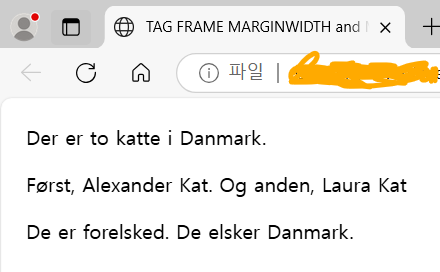 TAG FRAME MARGINWIDTH and
파일
Der er to katte i Danmark.
Først, Alexander Kat. Og anden, Laura Kat
De er forelsked. De elsker Danmark.